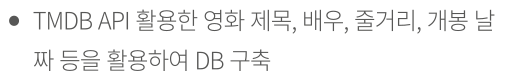 ● TMDB API 활용한 영화 제목, 배우, 줄거리, 개봉 날
짜 등을 활용하여 DB 구축